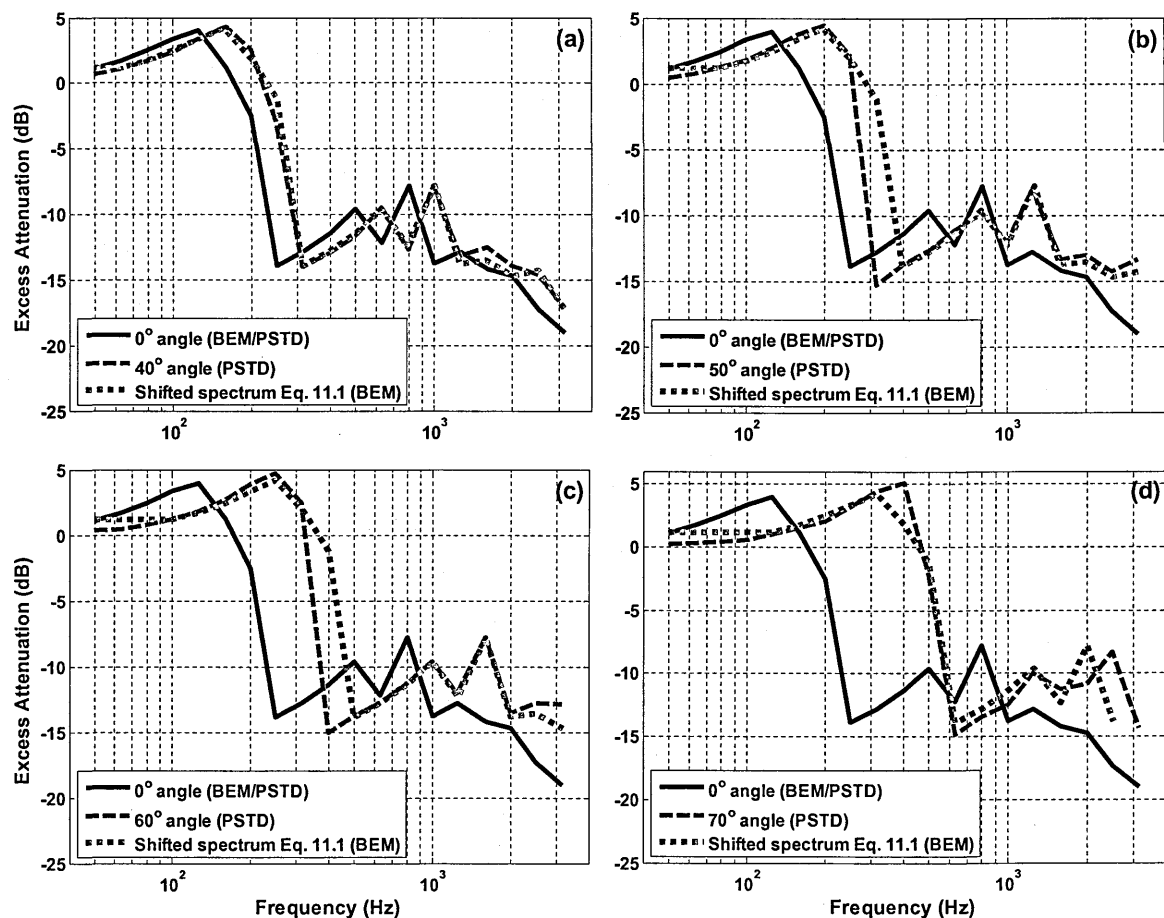 5
0
-5
-10
-15
-20
-25
Excess Attenuation (dB)
(a)
0° angle (BEM/PSTD)
40° angle (PSTD)
Shifted spectrum Eq. 11.1 (BEM)
10²
10³
5
0
-5
-10
-15
-20
-25
(b)
0° angle (BEM/PSTD)
50° angle (PSTD)
Shifted spectrum Eq. 11.1 (BEM)
10²
10³
5
0
-5
-10
-15
-20
-25
Excess Attenuation (dB)
(c)
0° angle (BEM/PSTD)
60° angle (PSTD)
Shifted spectrum Eq. 11.1 (BEM)
10²
10³
Frequency (Hz)
5
0
-5
-10
-15
-20
-25
(d)
0° angle (BEM/PSTD)
70° angle (PSTD)
Shifted spectrum Eq. 11.1 (BEM)
10²
10³
Frequency (Hz)